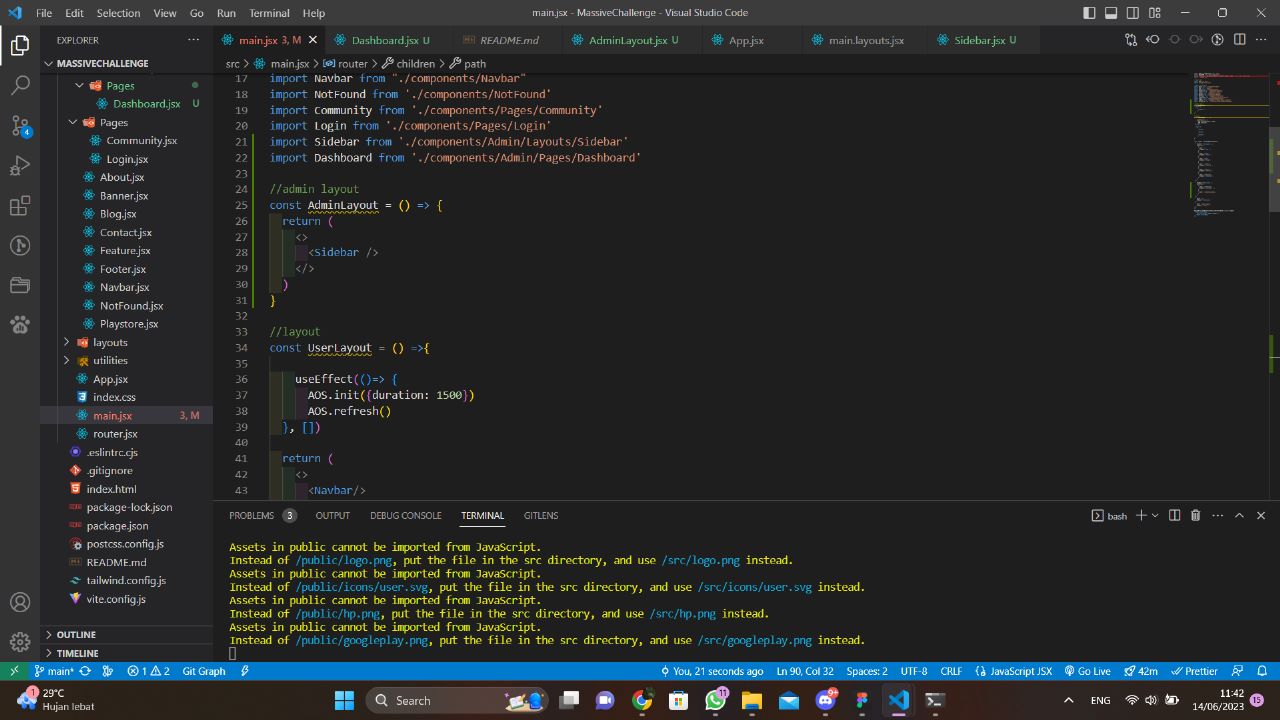 File Edit Selection View Go Run Terminal Help
main.jsx - MassiveChallenge - Visual Studio Code
EXPLORER
MASSIVECHALLENGE
Pages
Dashboard.jsx U
Pages
Community.jsx
Login.jsx
About.jsx
Banner.jsx
Blog.jsx
Contact.jsx
Feature.jsx
Footer.jsx
Navbar.jsx
NotFound.jsx
Playstore.jsx
layouts
utilities
App.jsx
index.css
main.jsx 3, M
router.jsx
.eslintrc.cjs
.gitignore
index.html
package-lock.json
package.json
postcss.config.js
README.md
tailwind.config.js
vite.config.js
OUTLINE
TIMELINE
4
main.jsx 3, M
Dashboard.jsx U
README.md
AdminLayout.jsx U
App.jsx
main.layouts.jsx
Sidebar.jsx U
src > main.jsx > router > children > path
17 import Navbar from "./components/Navbar"
18 import NotFound from './components/NotFound'
19 import Community from './components/Pages/Community'
20 import Login from './components/Pages/Login'
21 import Sidebar from './components/Admin/Layouts/Sidebar'
22 import Dashboard from './components/Admin/Pages/Dashboard'
23
24 //admin layout
25 const AdminLayout = () => {
26 return (
27 <>
28 <Sidebar />
29 </>
30 )
31 }
32
33 //layout
34 const UserLayout = () =>{
35
36 useEffect(()=> {
37 AOS.init({duration: 1500})
38 AOS.refresh()
39 }, [])
40
41 return (
42 <>
43 <Navbar/>
PROBLEMS 3 OUTPUT DEBUG CONSOLE TERMINAL GITLENS
bash
Assets in public cannot be imported from JavaScript.
Instead of /public/logo.png, put the file in the src directory, and use /src/logo.png instead.
Assets in public cannot be imported from JavaScript.
Instead of /public/icons/user.svg, put the file in the src directory, and use /src/icons/user.svg instead.
Assets in public cannot be imported from JavaScript.
Instead of /public/hp.png, put the file in the src directory, and use /src/hp.png instead.
Assets in public cannot be imported from JavaScript.
Instead of /public/googleplay.png, put the file in the src directory, and use /src/googleplay.png instead.
main* 1 2 Git Graph
You, 21 seconds ago Ln 90, Col 32 Spaces: 2 UTF-8 CRLF JavaScript JSX Go Live 42m Prettier
1
29°C
Hujan lebat
Search
11
9+
ENG
11:42
14/06/2023
15